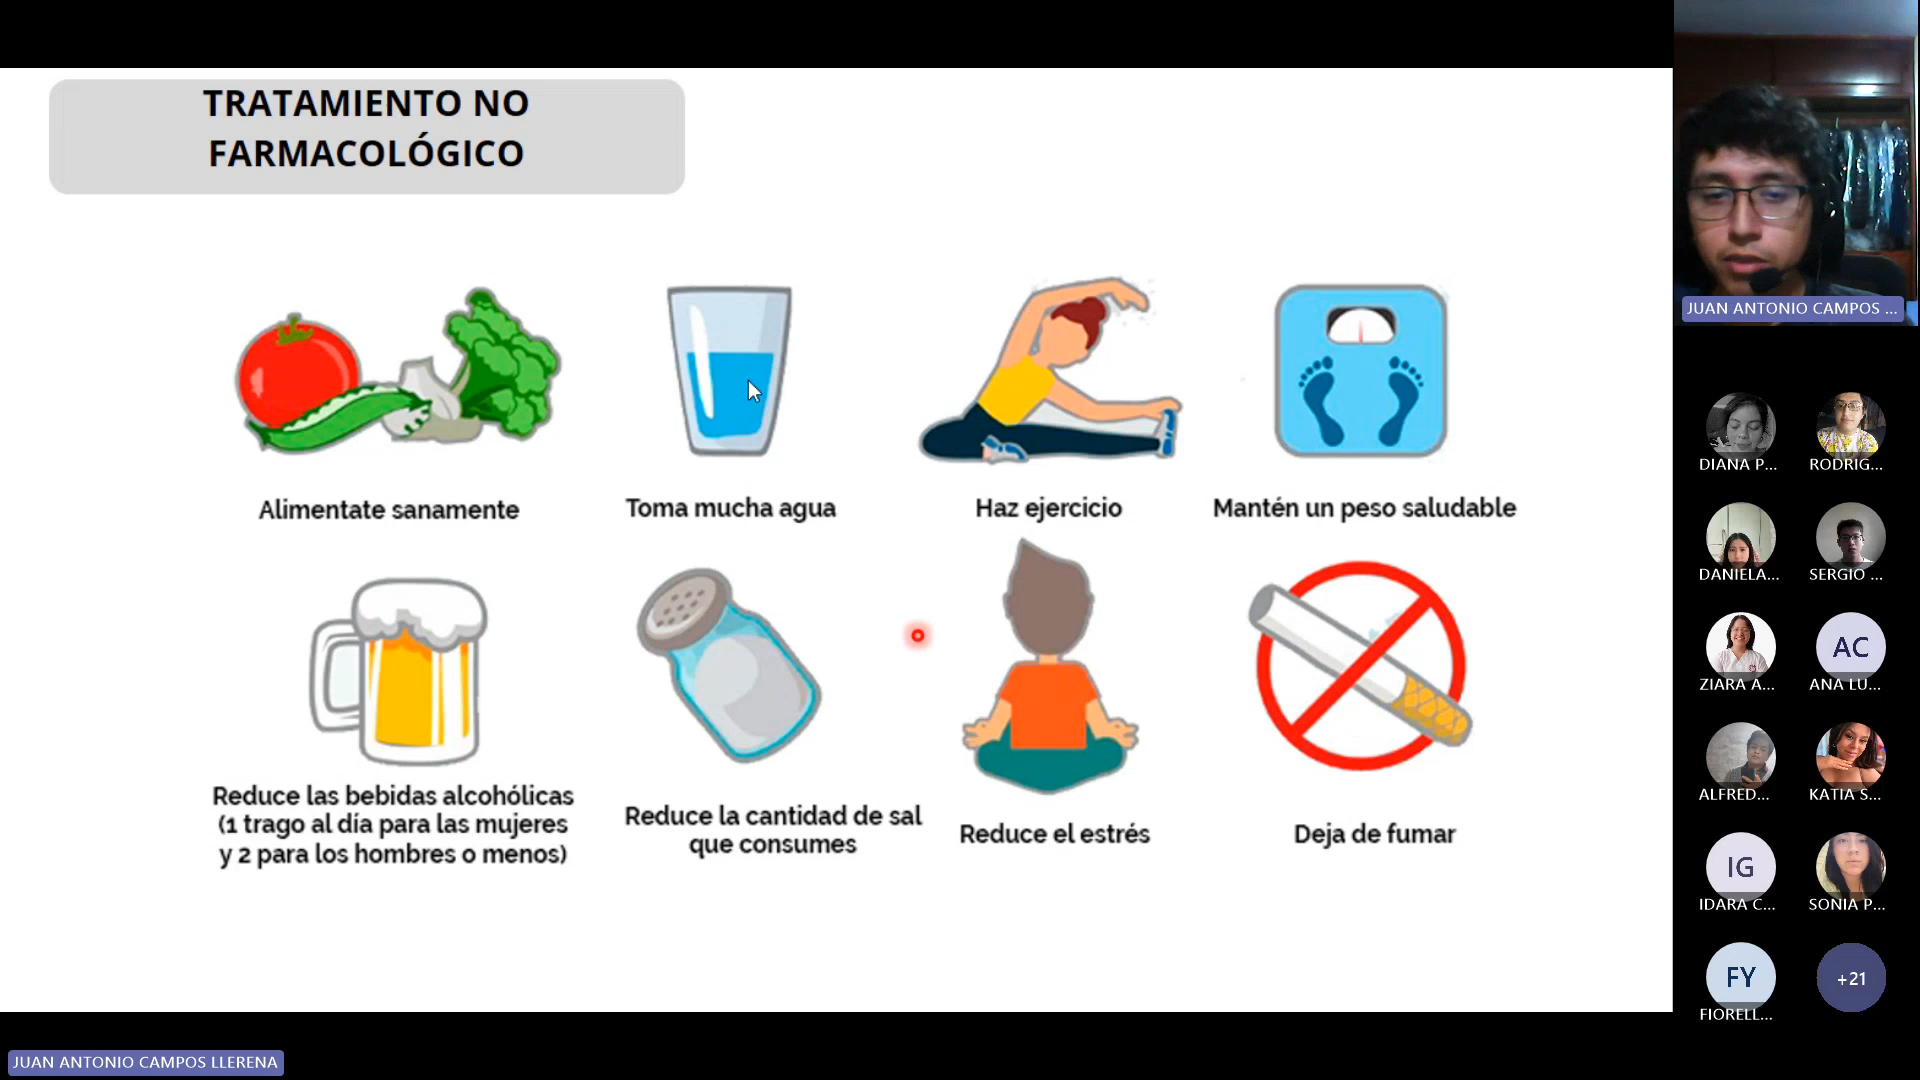 TRATAMIENTO NO
FARMACOLÓGICO
Alimentate sanamente
Toma mucha agua
Haz ejercicio
Mantén un peso saludable
Reduce las bebidas alcohólicas
(1 trago al día para las mujeres
y 2 para los hombres o menos)
Reduce la cantidad de sal
que consumes
Reduce el estrés
Deja de fumar
JUAN ANTONIO CAMPOS ...
DIANA P...
RODRIG...
DANIELA...
SERGIO ...
ZIARA A...
AC
ANA LU...
ALFRED...
KATIA S...
IG
IDARA C...
SONIA P...
FY
FIORELL...
+21
JUAN ANTONIO CAMPOS LLERENA